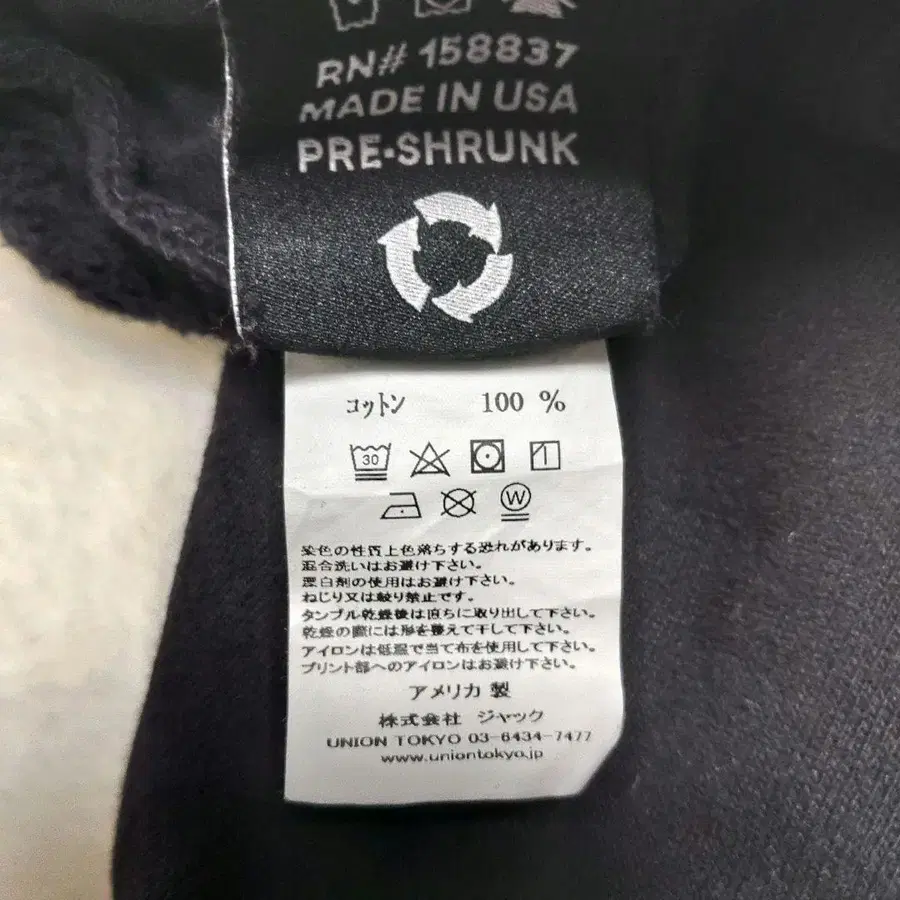 RN# 158837
MADE IN USA
PRE-SHRUNK
コットン 100 %
30
W
染色の性質上色落ちする恐れがあります。
混合洗いはお避け下さい。
漂白剤の使用はお避け下さい。
ねじり又は絞り禁止です。
タンブル乾燥後は直ちに取り出して下さい。
乾燥の際には形を整えて干して下さい。
アイロンは低温で当て布を使用して下さい。
プリント部へのアイロンはお避け下さい。
アメリカ 製
株式会社 ジャック
UNION TOKYO 03-6434-7477
www.uniontokyo.jp